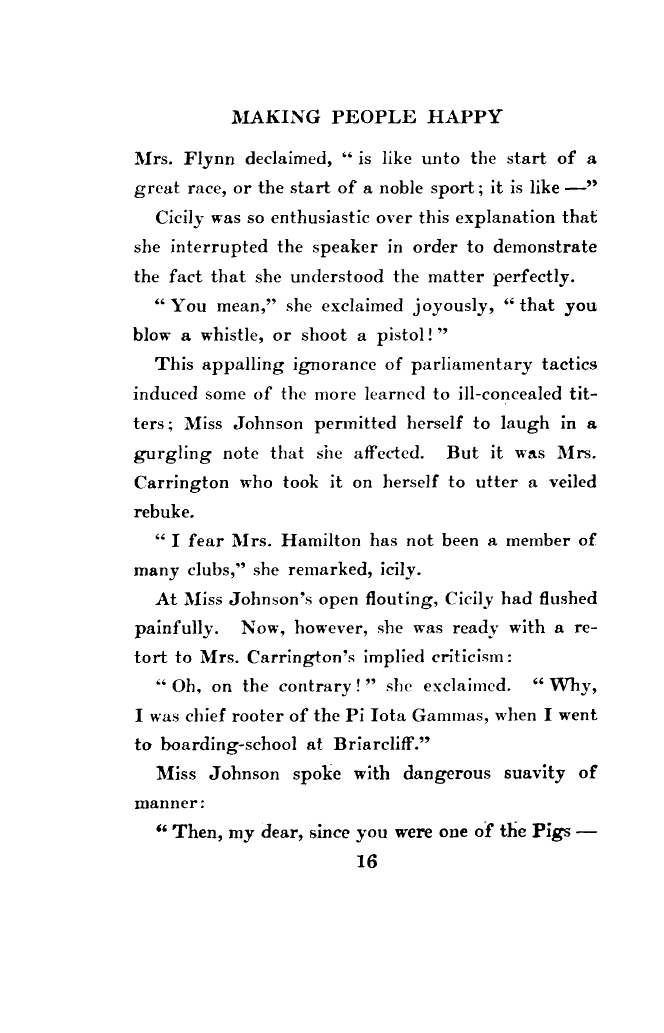 MAKING PEOPLE HAPPY
Mrs. Flynn declaimed, “ is like unto the start of a
great race, or the start of a noble sport ; it is like —”
Cicily was so enthusiastic over this explanation that
she interrupted the speaker in order to demonstrate
the fact that she understood the matter perfectly.
“ You mean,” she exclaimed joyously, “ that you
blow a whistle, or shoot a pistol! ”
This appalling ignorance of parliamentary tactics
induced some of the more learned to ill-concealed tit-
ters ; Miss Johnson permitted herself to laugh in a
gurgling note that she affected. But it was Mrs.
Carrington who took it on herself to utter a veiled
rebuke.
“ I fear Mrs. Hamilton has not been a member of
many clubs,” she remarked, icily.
At Miss Johnson’s open flouting, Cicily had flushed
painfully. Now, however, she was ready with a re-
tort to Mrs. Carrington’s implied criticism :
“ Oh, on the contrary ! ” she exclaimed. “ Why,
I was chief rooter of the Pi Iota Gammas, when I went
to boarding-school at Briarcliff.”
Miss Johnson spoke with dangerous suavity of
manner :
“ Then, my dear, since you were one of the Pigs —
16